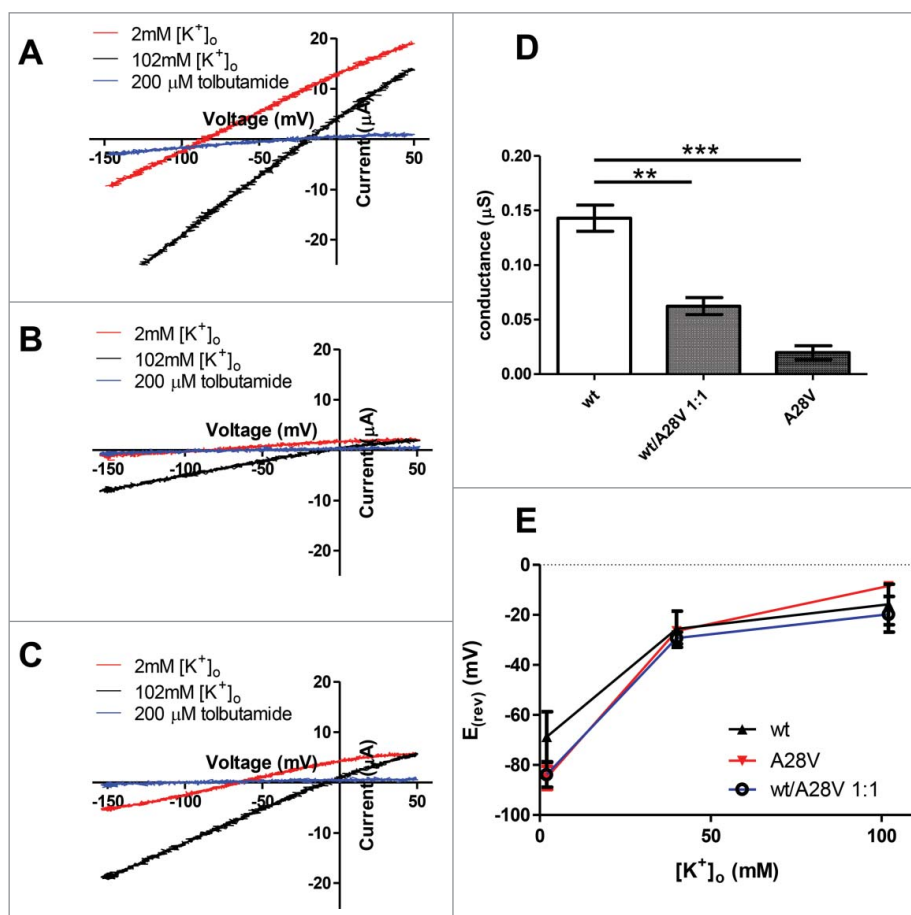 A
2mM [K⁺]ₒ
102mM [K⁺]ₒ
200 μM tolbutamide
Voltage (mV)
Current (μA)
20
10
-10
-20
-150
-100
-50
50
B
2mM [K⁺]ₒ
102mM [K⁺]ₒ
200 μM tolbutamide
Voltage (mV)
Current (μA)
20
10
-10
-20
-150
-100
-50
50
C
2mM [K⁺]ₒ
102mM [K⁺]ₒ
200 μM tolbutamide
Voltage (mV)
Current (μA)
20
10
-10
-20
-150
-100
-50
50
D
conductance (μS)
0.20
0.15
0.10
0.05
0.00
***
**
wt
wt/A28V 1:1
A28V
E
E(rev) (mV)
0
-20
-40
-60
-80
-100
wt
A28V
wt/A28V 1:1
0
50
100
[K⁺]ₒ (mM)